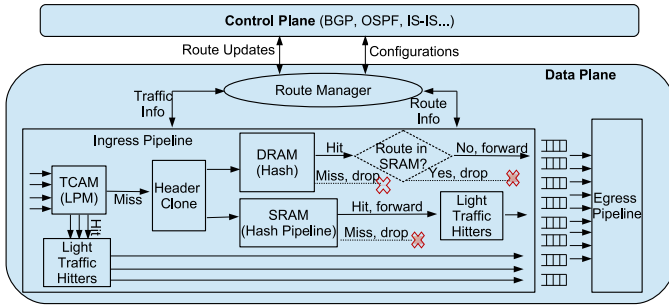 Control Plane (BGP, OSPF, IS-IS...)
Route Updates
Configurations
Data Plane
Route Manager
Traffic
Info
Route
Info
Ingress Pipeline
TCAM
(LPM)
Miss
Hit
Header
Clone
DRAM
(Hash)
Hit
Miss, drop
Route in
SRAM?
No, forward
Yes, drop
SRAM
(Hash Pipeline)
Hit, forward
Miss, drop
Light
Traffic
Hitters
Light
Traffic
Hitters
Egress
Pipeline